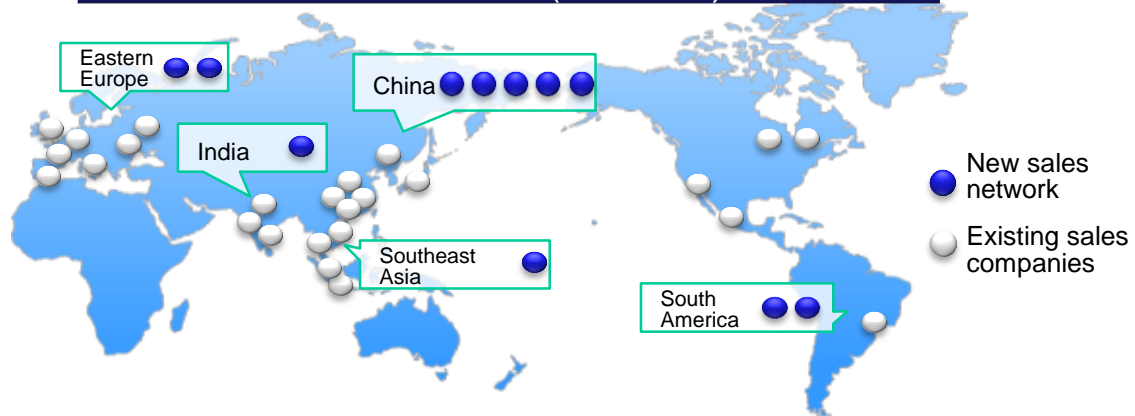 Eastern
Europe
China
India
Southeast
Asia
South
America
New sales
network
Existing sales
companies